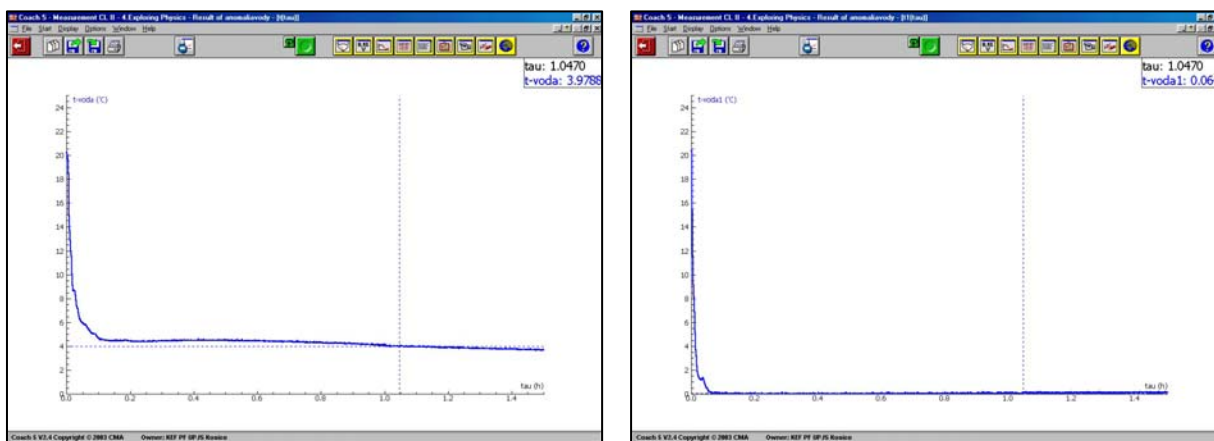 Coach 5 - Measurement CL II - 4.Exploring Physics - Result of anomaliavody - [t(tau)]
File Start Display Options Window Help
tau: 1.0470
t-voda: 3.9788
t-voda (°C)
24
22
20
18
16
14
12
10
8
6
4
2
0.0 0.2 0.4 0.6 0.8 1.0 1.2 1.4
tau (h)
Coach 5 V2.4 Copyright © 2003 CMA Owner: KEF PF UPJS Kosice
Coach 5 - Measurement CL II - 4.Exploring Physics - Result of anomaliavody - [t1(tau)]
File Start Display Options Window Help
tau: 1.0470
t-voda1: 0.06
t-voda1 (°C)
24
22
20
18
16
14
12
10
8
6
4
2
0.0 0.2 0.4 0.6 0.8 1.0 1.2 1.4
tau (h)
Coach 5 V2.4 Copyright © 2003 CMA Owner: KEF PF UPJS Kosice